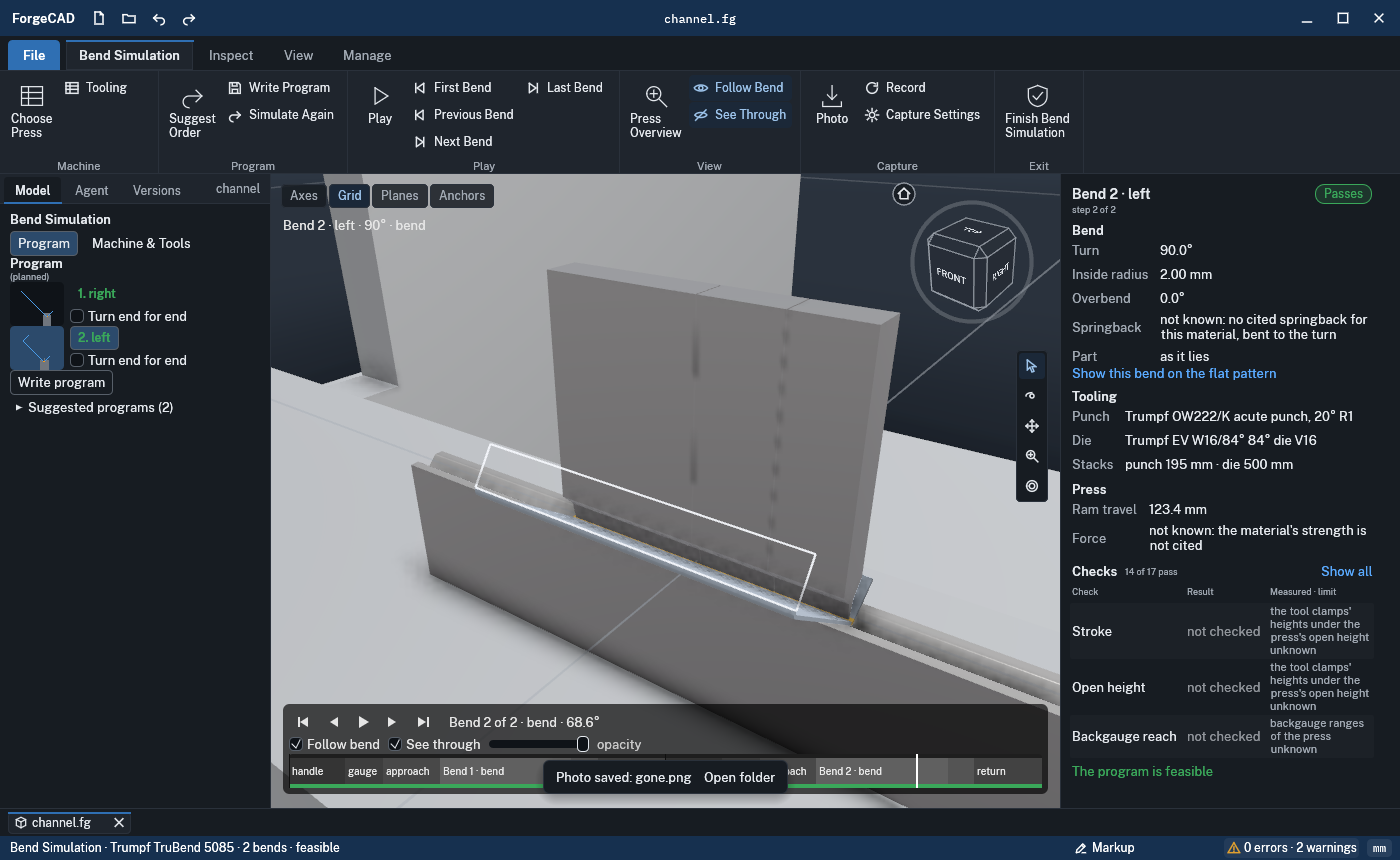 ForgeCAD
channel.fg
File
Bend Simulation
Inspect
View
Manage
Choose Press
Tooling
Machine
Suggest Order
Write Program
Simulate Again
Program
Play
First Bend
Previous Bend
Next Bend
Last Bend
Play
Press Overview
Follow Bend
See Through
View
Photo
Record
Capture Settings
Capture
Finish Bend Simulation
Exit
Model
Agent
Versions
channel
Bend Simulation
Program
Machine & Tools
Program
(planned)
1. right
Turn end for end
2. left
Turn end for end
Write program
Suggested programs (2)
Axes
Grid
Planes
Anchors
Bend 2 · left · 90° · bend
TOP
FRONT
RIGHT
Bend 2 of 2 · bend · 68.6°
Follow bend
See through
opacity
handle
gauge
approach
Bend 1 · bend
Bend 2 · bend
return
Photo saved: gone.png
Open folder
Bend 2 · left
Passes
step 2 of 2
Bend
Turn 90.0°
Inside radius 2.00 mm
Overbend 0.0°
Springback not known: no cited springback for
this material, bent to the turn
Part as it lies
Show this bend on the flat pattern
Tooling
Punch Trumpf OW222/K acute punch, 20° R1
Die Trumpf EV W16/84° 84° die V16
Stacks punch 195 mm · die 500 mm
Press
Ram travel 123.4 mm
Force not known: the material's strength is
not cited
Checks 14 of 17 pass Show all
Check Result Measured · limit
Stroke not checked the tool clamps'
heights under the
press's open height
unknown
Open height not checked the tool clamps'
heights under the
press's open height
unknown
Backgauge reach not checked backgauge ranges
of the press
unknown
The program is feasible
channel.fg
Bend Simulation · Trumpf TruBend 5085 · 2 bends · feasible
Markup
0 errors · 2 warnings
mm